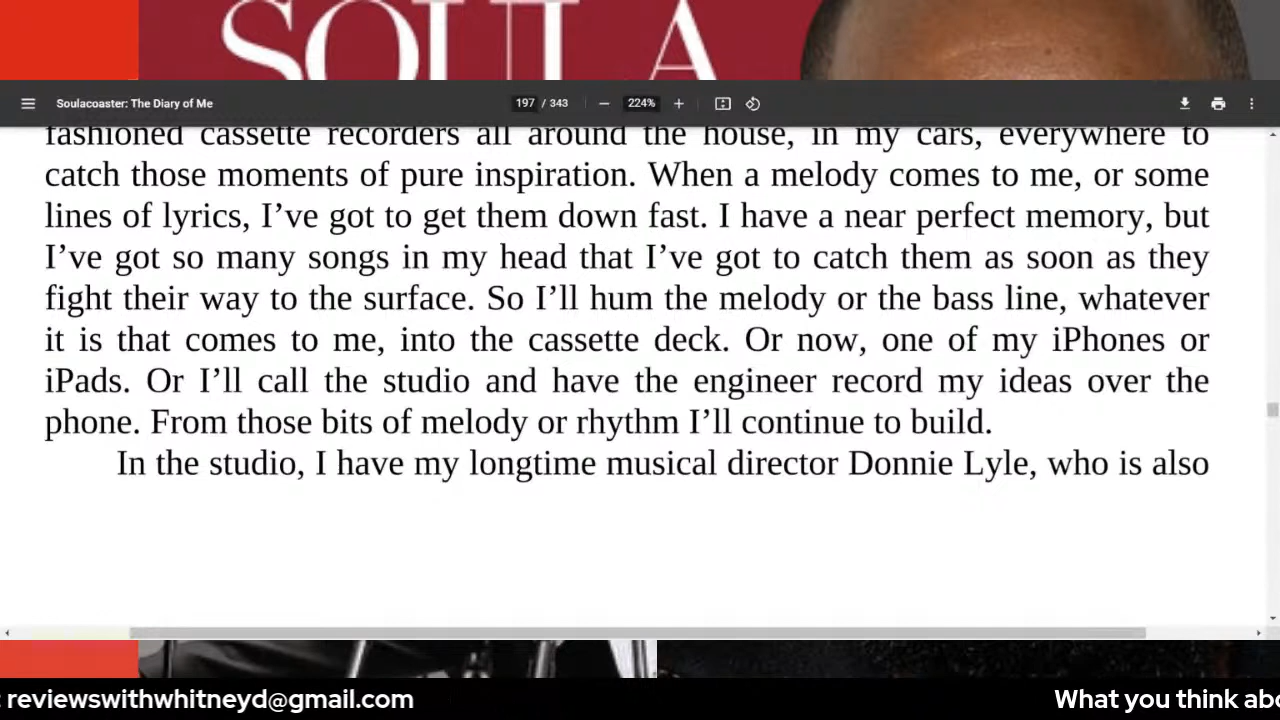 SOULA
Soulacoaster: The Diary of Me
197 / 343
224%
fashioned cassette recorders all around the house, in my cars, everywhere to
catch those moments of pure inspiration. When a melody comes to me, or some
lines of lyrics, I’ve got to get them down fast. I have a near perfect memory, but
I’ve got so many songs in my head that I’ve got to catch them as soon as they
fight their way to the surface. So I’ll hum the melody or the bass line, whatever
it is that comes to me, into the cassette deck. Or now, one of my iPhones or
iPads. Or I’ll call the studio and have the engineer record my ideas over the
phone. From those bits of melody or rhythm I’ll continue to build.
In the studio, I have my longtime musical director Donnie Lyle, who is also
: reviewswithwhitneyd@gmail.com
What you think abo